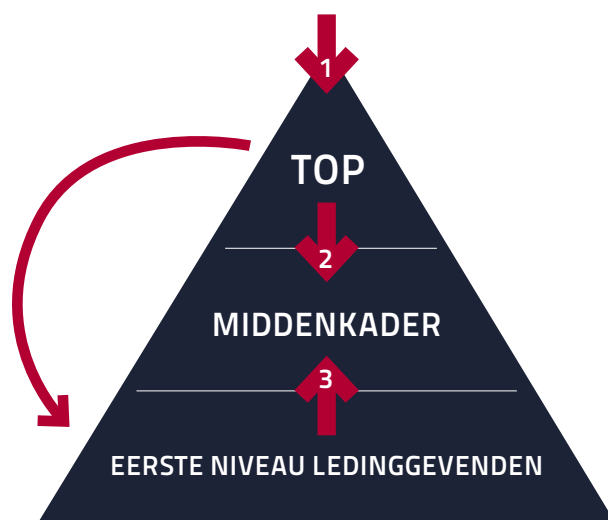 1
TOP
2
MIDDENKADER
3
EERSTE NIVEAU LEDINGGEVENDEN